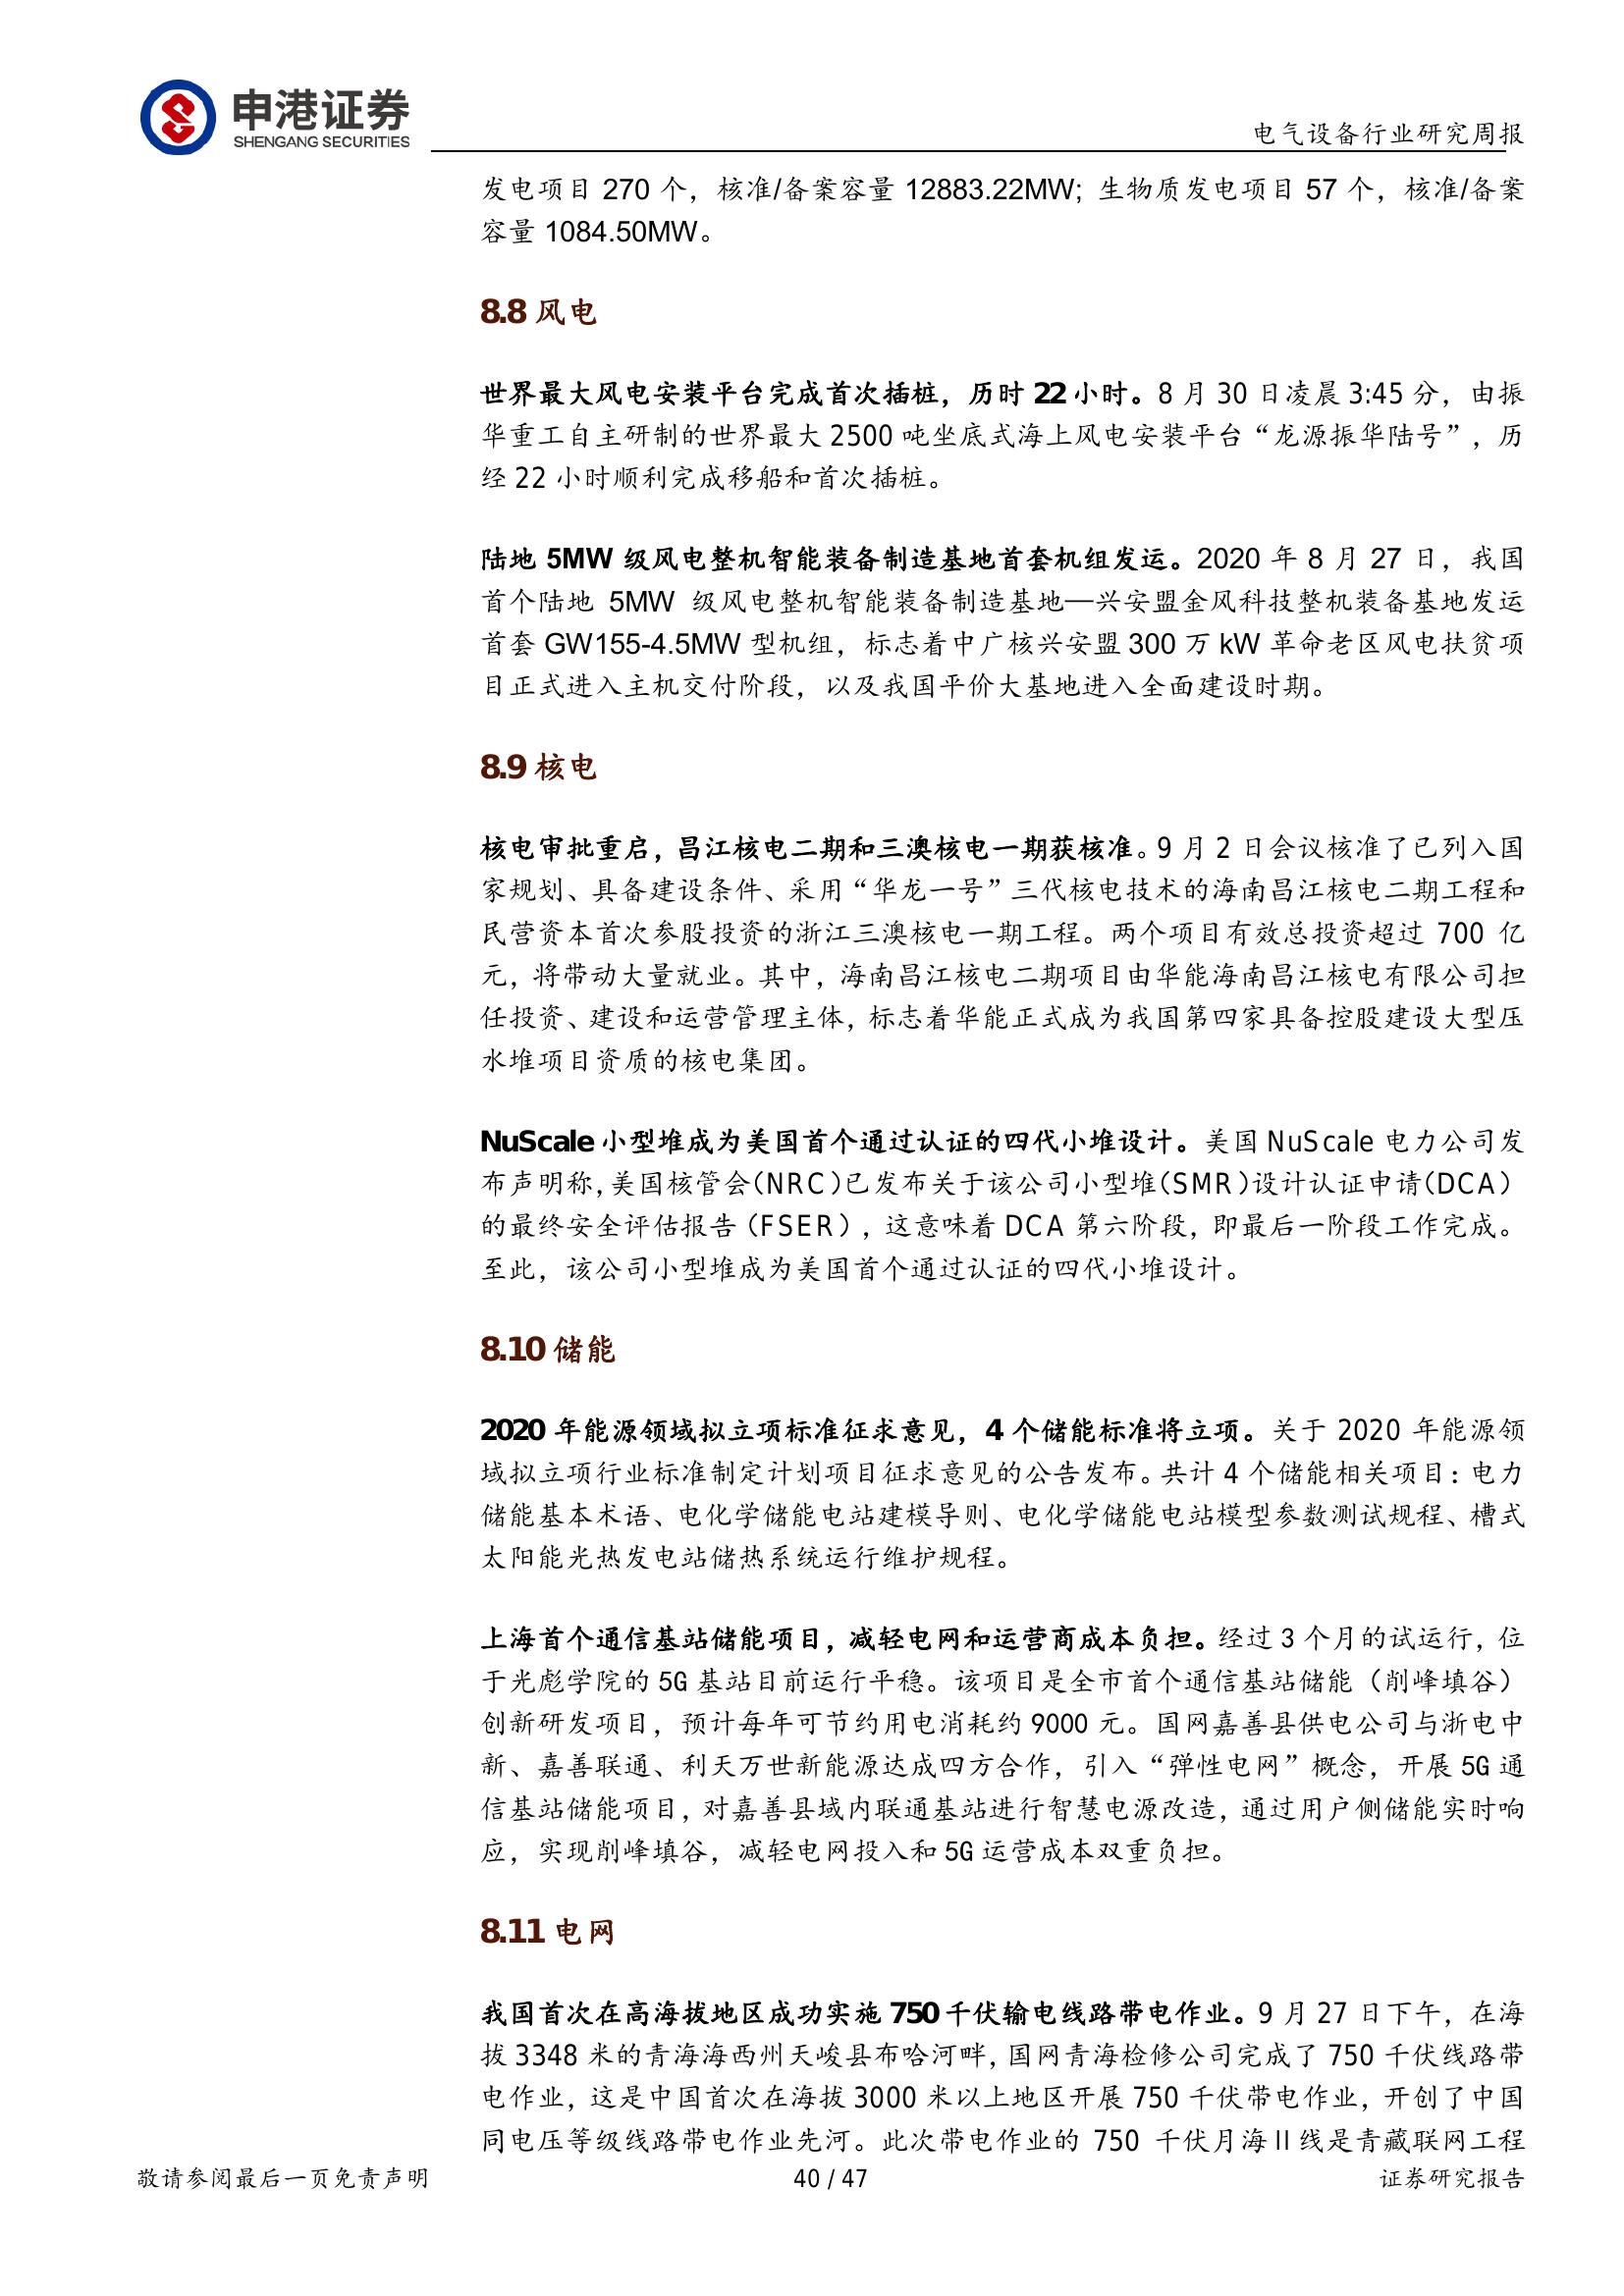 申港证券
SHENGANG SECURITIES
电气设备行业研究周报
发电项目 270 个，核准/备案容量 12883.22MW；生物质发电项目 57 个，核准/备案
容量 1084.50MW。
8.8 风电
世界最大风电安装平台完成首次插桩，历时 22 小时。8 月 30 日凌晨 3:45 分，由振
华重工自主研制的世界最大 2500 吨坐底式海上风电安装平台“龙源振华陆号”，历
经 22 小时顺利完成移船和首次插桩。
陆地 5MW 级风电整机智能装备制造基地首套机组发运。2020 年 8 月 27 日，我国
首个陆地 5MW 级风电整机智能装备制造基地—兴安盟金风科技整机装备基地发运
首套 GW155-4.5MW 型机组，标志着中广核兴安盟 300 万 kW 革命老区风电扶贫项
目正式进入主机交付阶段，以及我国平价大基地进入全面建设时期。
8.9 核电
核电审批重启，昌江核电二期和三澳核电一期获核准。9 月 2 日会议核准了已列入国
家规划、具备建设条件、采用“华龙一号”三代核电技术的海南昌江核电二期工程和
民营资本首次参股投资的浙江三澳核电一期工程。两个项目有效总投资超过 700 亿
元，将带动大量就业。其中，海南昌江核电二期项目由华能海南昌江核电有限公司担
任投资、建设和运营管理主体，标志着华能正式成为我国第四家具备控股建设大型压
水堆项目资质的核电集团。
NuScale 小型堆成为美国首个通过认证的四代小堆设计。美国 NuScale 电力公司发
布声明称，美国核管会（NRC）已发布关于该公司小型堆（SMR）设计认证申请（DCA）
的最终安全评估报告（FSER），这意味着 DCA 第六阶段，即最后一阶段工作完成。
至此，该公司小型堆成为美国首个通过认证的四代小堆设计。
8.10 储能
2020 年能源领域拟立项标准征求意见，4 个储能标准将立项。关于 2020 年能源领
域拟立项行业标准制定计划项目征求意见的公告发布。共计 4 个储能相关项目：电力
储能基本术语、电化学储能电站建模导则、电化学储能电站模型参数测试规程、槽式
太阳能光热发电站储热系统运行维护规程。
上海首个通信基站储能项目，减轻电网和运营商成本负担。经过 3 个月的试运行，位
于光彪学院的 5G 基站目前运行平稳。该项目是全市首个通信基站储能（削峰填谷）
创新研发项目，预计每年可节约用电消耗约 9000 元。国网嘉善县供电公司与浙电中
新、嘉善联通、利天万世新能源达成四方合作，引入“弹性电网”概念，开展 5G 通
信基站储能项目，对嘉善县域内联通基站进行智慧电源改造，通过用户侧储能实时响
应，实现削峰填谷，减轻电网投入和 5G 运营成本双重负担。
8.11 电网
我国首次在高海拔地区成功实施 750 千伏输电线路带电作业。9 月 27 日下午，在海
拔 3348 米的青海海西州天峻县布哈河畔，国网青海检修公司完成了 750 千伏线路带
电作业，这是中国首次在海拔 3000 米以上地区开展 750 千伏带电作业，开创了中国
同电压等级线路带电作业先河。此次带电作业的 750 千伏月海 II 线是青藏联网工程
敬请参阅最后一页免责声明
40 / 47
证券研究报告